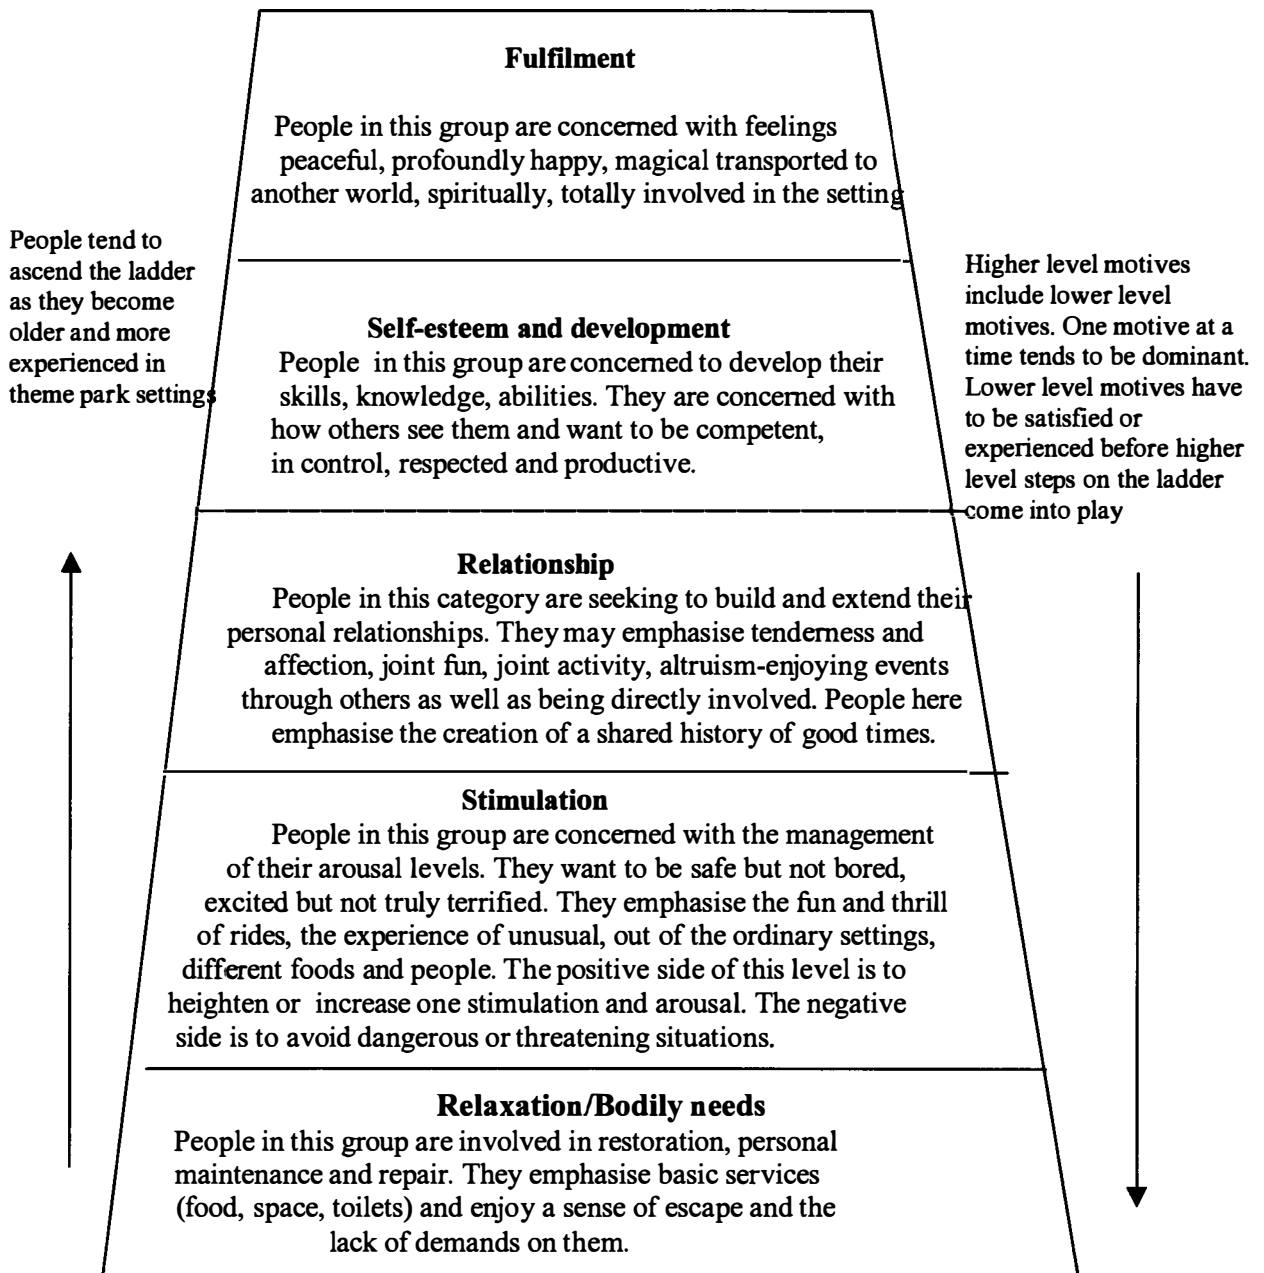 Fulfilment
People in this group are concerned with feelings
peaceful, profoundly happy, magical transported to
another world, spiritually, totally involved in the setting
People tend to
ascend the ladder
as they become
older and more
experienced in
theme park settings
Higher level motives
include lower level
motives. One motive at a
time tends to be dominant.
Lower level motives have
to be satisfied or
experienced before higher
level steps on the ladder
come into play
Self-esteem and development
People in this group are concerned to develop their
skills, knowledge, abilities. They are concerned with
how others see them and want to be competent,
in control, respected and productive.
Relationship
People in this category are seeking to build and extend their
personal relationships. They may emphasise tenderness and
affection, joint fun, joint activity, altruism-enjoying events
through others as well as being directly involved. People here
emphasise the creation of a shared history of good times.
Stimulation
People in this group are concerned with the management
of their arousal levels. They want to be safe but not bored,
excited but not truly terrified. They emphasise the fun and thrill
of rides, the experience of unusual, out of the ordinary settings,
different foods and people. The positive side of this level is to
heighten or increase one stimulation and arousal. The negative
side is to avoid dangerous or threatening situations.
Relaxation/Bodily needs
People in this group are involved in restoration, personal
maintenance and repair. They emphasise basic services
(food, space, toilets) and enjoy a sense of escape and the
lack of demands on them.